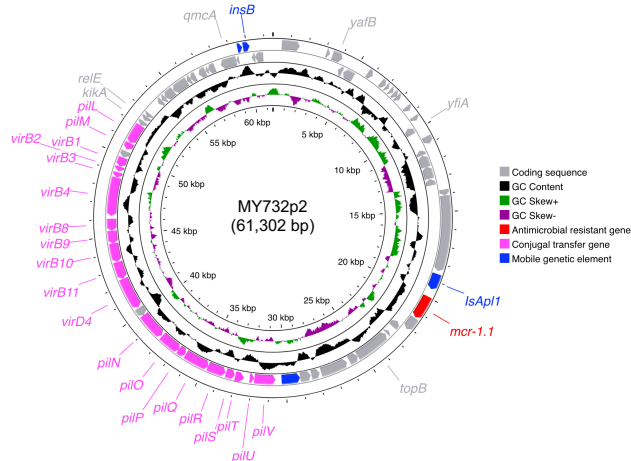 insB
qmcA
yafB
relE
kikA
pilL
pilM
virB2
virB1
virB3
virB4
virB8
virB9
virB10
virB11
virD4
pilN
pilO
pilP
pilQ
pilR
pilS
pilT
pilU
pilV
topB
mcr-1.1
IsApl1
yfiA
60 kbp
5 kbp
10 kbp
15 kbp
20 kbp
25 kbp
30 kbp
35 kbp
40 kbp
45 kbp
50 kbp
55 kbp
MY732p2
(61,302 bp)
Coding sequence
GC Content
GC Skew+
GC Skew-
Antimicrobial resistant gene
Conjugal transfer gene
Mobile genetic element